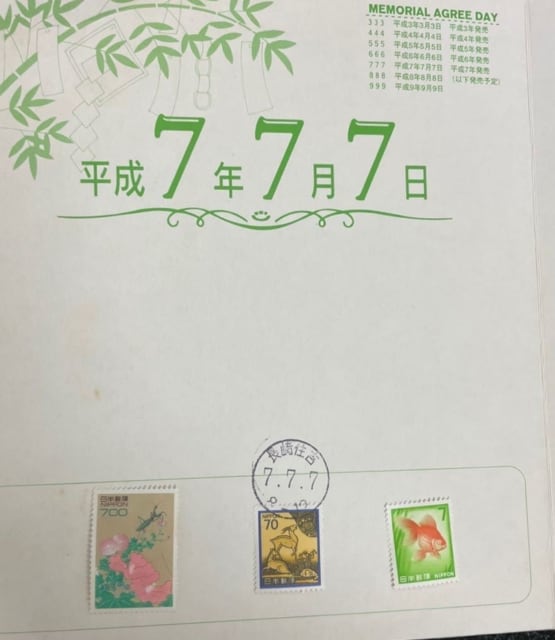 MEMORIAL AGREE DAY
333 平成3年3月3日 平成3年発売
444 平成4年4月4日 平成4年発売
555 平成5年5月5日 平成5年発売
666 平成6年6月6日 平成6年発売
777 平成7年7月7日 平成7年発売
888 平成8年8月8日 (以下発売予定)
999 平成9年9月9日
平成7年7月7日
長崎住吉
7.7.7
日本郵便
NIPPON
700
NIPPON
70
日本郵便
7
日本郵便 NIPPON